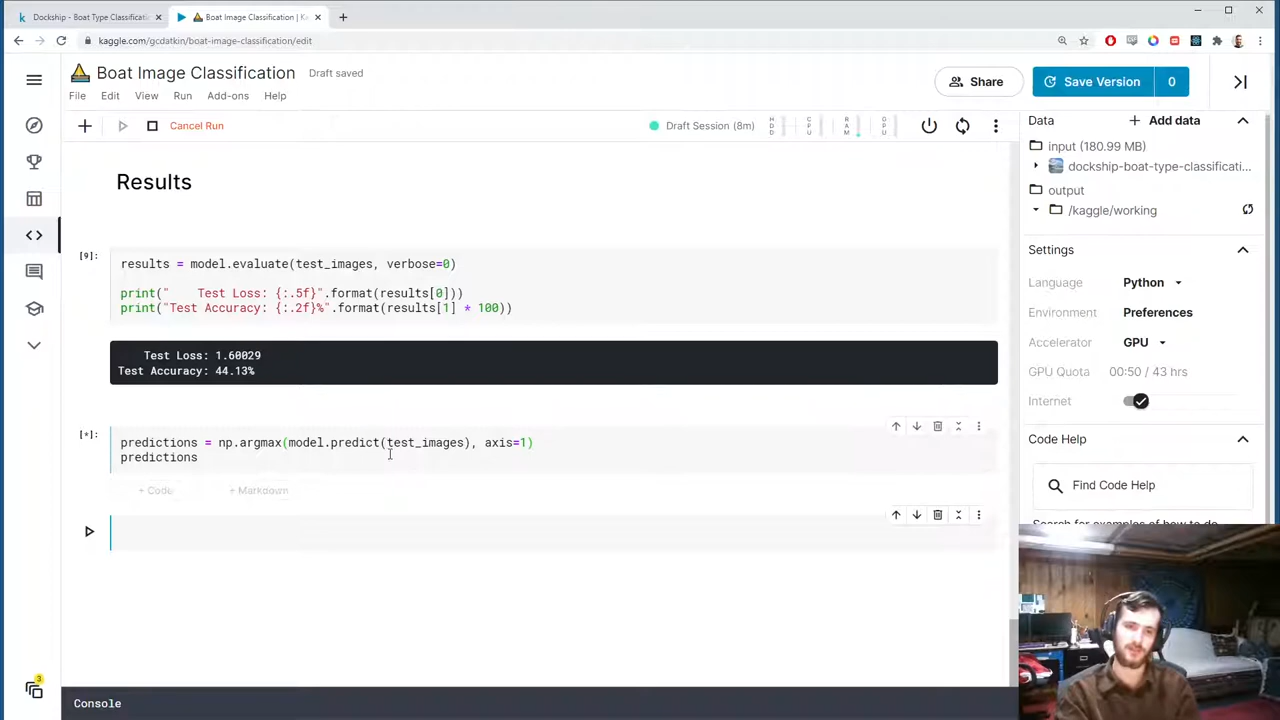 Dockship - Boat Type Classificati
Boat Image Classification | K
kaggle.com/gcdatkin/boat-image-classification/edit
Boat Image Classification
Draft saved
Share
Save Version
0
File
Edit
View
Run
Add-ons
Help
Cancel Run
Draft Session (8m)
HDD
CPU
RAM
GPU
Data
Add data
input (180.99 MB)
dockship-boat-type-classificati...
output
/kaggle/working
Settings
Language
Python
Environment
Preferences
Accelerator
GPU
GPU Quota
00:50 / 43 hrs
Internet
Code Help
Find Code Help
Results
[9]:
results = model.evaluate(test_images, verbose=0)
print("    Test Loss: {:.5f}".format(results[0]))
print("Test Accuracy: {:.2f}%".format(results[1] * 100))
Test Loss: 1.60029
Test Accuracy: 44.13%
[*]:
predictions = np.argmax(model.predict(test_images), axis=1)
predictions
+ Code
+ Markdown
3
Console